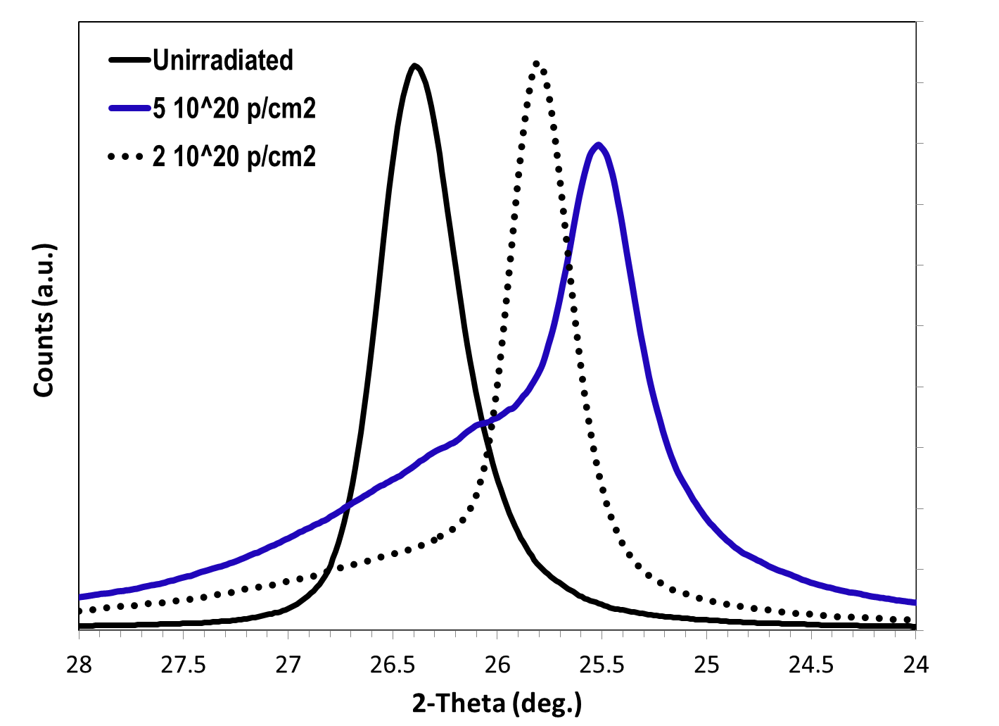 Unirradiated
5 10^20 p/cm2
2 10^20 p/cm2
Counts (a.u.)
28 27.5 27 26.5 26 25.5 25 24.5 24
2-Theta (deg.)